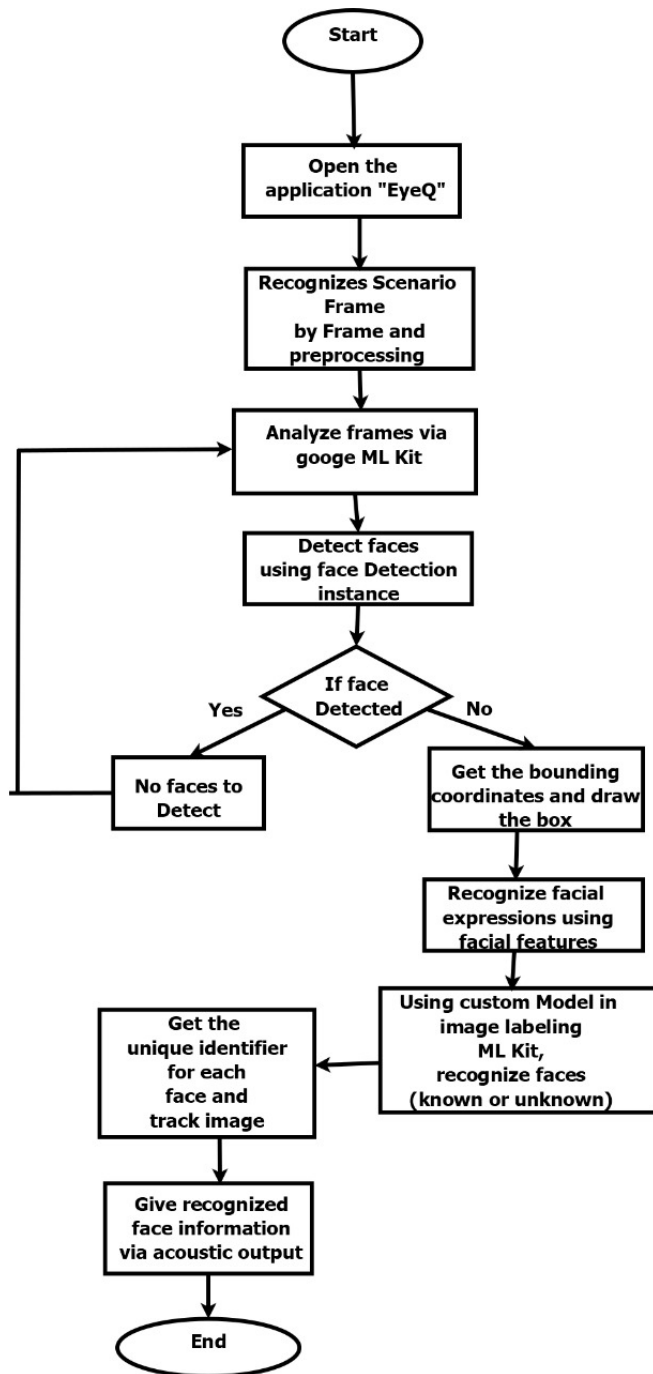 Start
Open the
application "EyeQ"
Recognizes Scenario
Frame
by Frame and
preprocessing
Analyze frames via
googe ML Kit
Detect faces
using face Detection
instance
If face
Detected
Yes
No
No faces to
Detect
Get the bounding
coordinates and draw
the box
Recognize facial
expressions using
facial features
Using custom Model in
image labeling
ML Kit,
recognize faces
(known or unknown)
Get the
unique identifier
for each
face and
track image
Give recognized
face information
via acoustic output
End